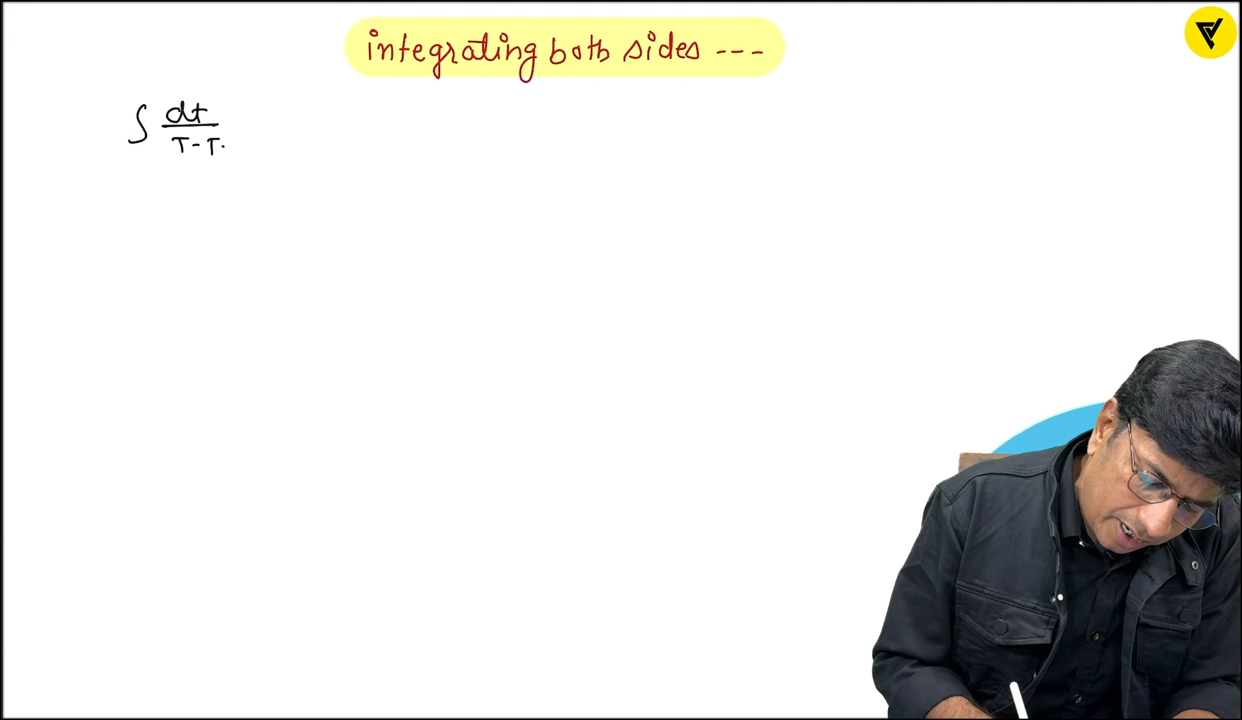 integrating both sides ---
∫ dt
T-T.